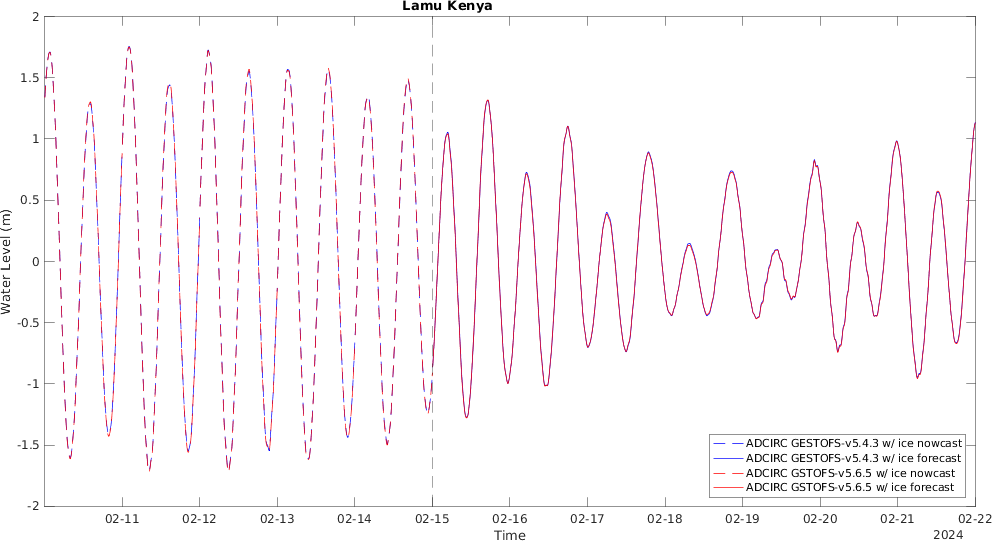 Lamu Kenya
2
1.5
1
0.5
0
-0.5
-1
-1.5
-2
Water Level (m)
ADCIRC GESTOFS-v5.4.3 w/ ice nowcast
ADCIRC GESTOFS-v5.4.3 w/ ice forecast
ADCIRC GSTOFS-v5.6.5 w/ ice nowcast
ADCIRC GSTOFS-v5.6.5 w/ ice forecast
02-11 02-12 02-13 02-14 02-15 02-16 02-17 02-18 02-19 02-20 02-21 02-22
Time
2024